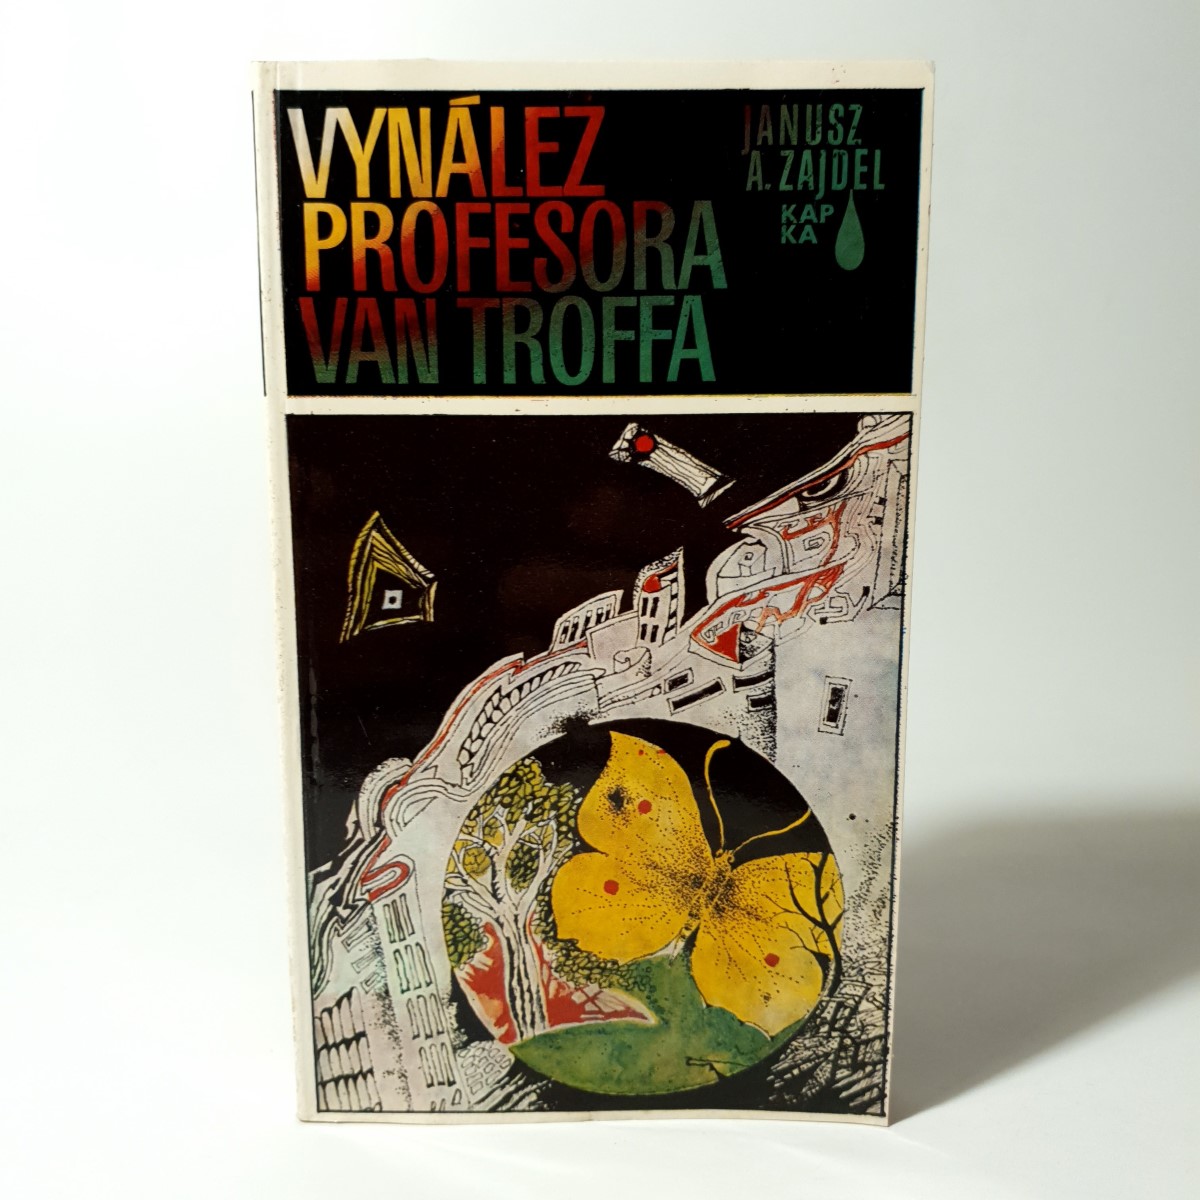 VYNÁLEZ
PROFESORA
VAN TROFFA
JANUSZ
A. ZAJDEL
KAP
KA